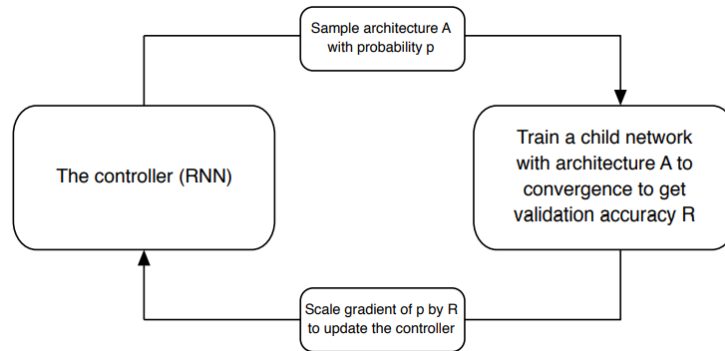 Sample architecture A
with probability p
The controller (RNN)
Train a child network
with architecture A to
convergence to get
validation accuracy R
Scale gradient of p by R
to update the controller